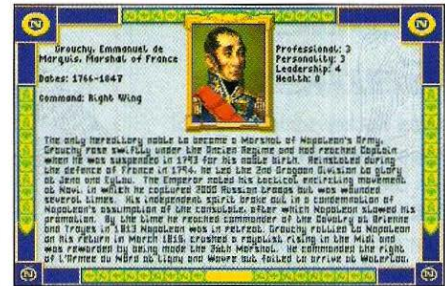 Grouchy, Emmanuel de
Marquis, Marshal of France
Dates: 1766-1847
Command: Right Wing
Professional: 3
Personality: 3
Leadership: 4
Health: 0
The only hereditary noble to become a Marshal of Napoleon's Army.
Grouchy rose swiftly under the Ancien Regime and had reached Captain
when he was suspended in 1793 for his noble birth. Reinstated during
the defence of France in 1794, he led the 2nd Dragoon Division to glory
at Jena and Eylau. The Emperor noted his tactical encircling movement
at Novi, in which he captured 2000 Russian troops but was wounded
several times. His independent spirit broke out in a condemnation of
Napoleon's assumption of the consulate, after which Napoleon slowed his
promotion. By the time he reached commander of the Cavalry at Brienne
and Troyes in 1813 Napoleon was in retreat. Grouchy rallied to Napoleon
on his return in March 1815, crushed a royalist rising in the Midi and
was rewarded by being made the 26th Marshal. He commanded the right
of l'Armee du Nord at Ligny and Wavre but failed to arrive at Waterloo.